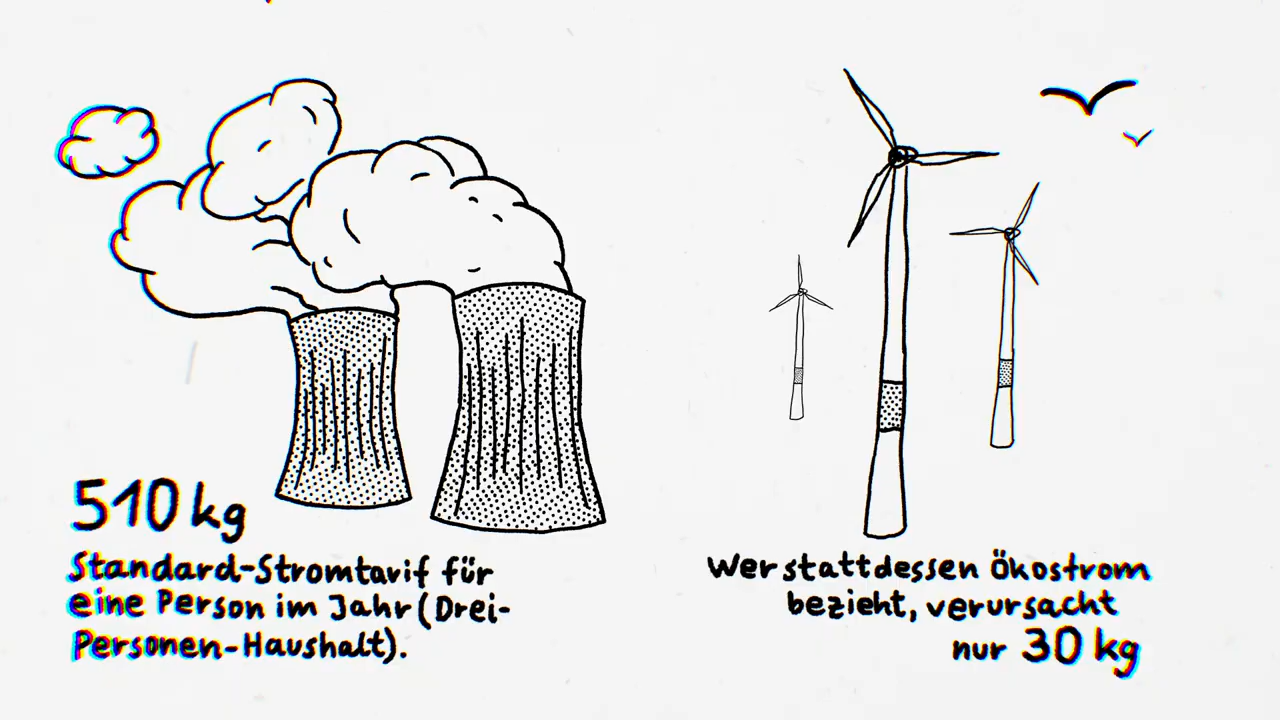 510 kg
Standard-Stromtarif für
eine Person im Jahr (Drei-
Personen-Haushalt).
Wer stattdessen Ökostrom
bezieht, verursacht
nur 30 kg